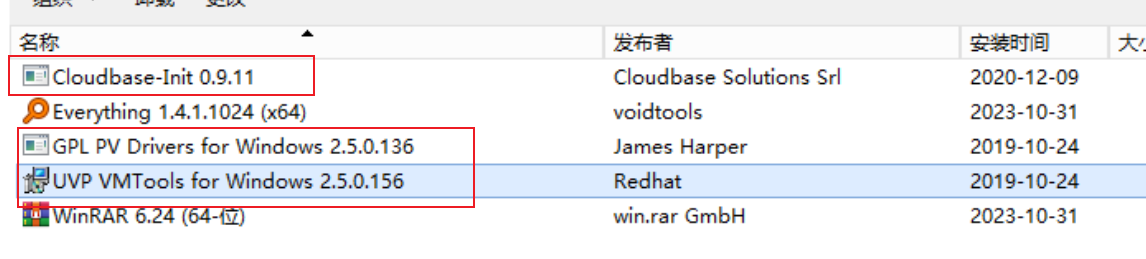 组织 卸载 更改
名称 发布者 安装时间 大小
Cloudbase-Init 0.9.11 Cloudbase Solutions Srl 2020-12-09
Everything 1.4.1.1024 (x64) voidtools 2023-10-31
GPL PV Drivers for Windows 2.5.0.136 James Harper 2019-10-24
UVP VMTools for Windows 2.5.0.156 Redhat 2019-10-24
WinRAR 6.24 (64-位) win.rar GmbH 2023-10-31